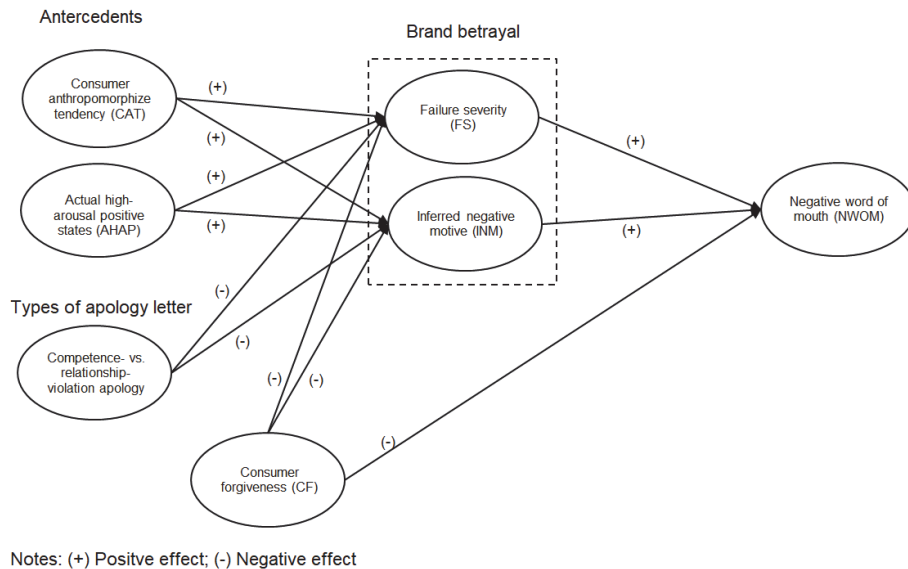 Antercedents
Brand betrayal
Consumer
anthropomorphize
tendency (CAT)
(+)
(+)
Failure severity
(FS)
(+)
Actual high-
arousal positive
states (AHAP)
(+)
(+)
Inferred negative
motive (INM)
(+)
Negative word of
mouth (NWOM)
Types of apology letter
(-)
(-)
Competence- vs.
relationship-
violation apology
(-)
(-)
(-)
Consumer
forgiveness (CF)
Notes: (+) Positve effect; (-) Negative effect